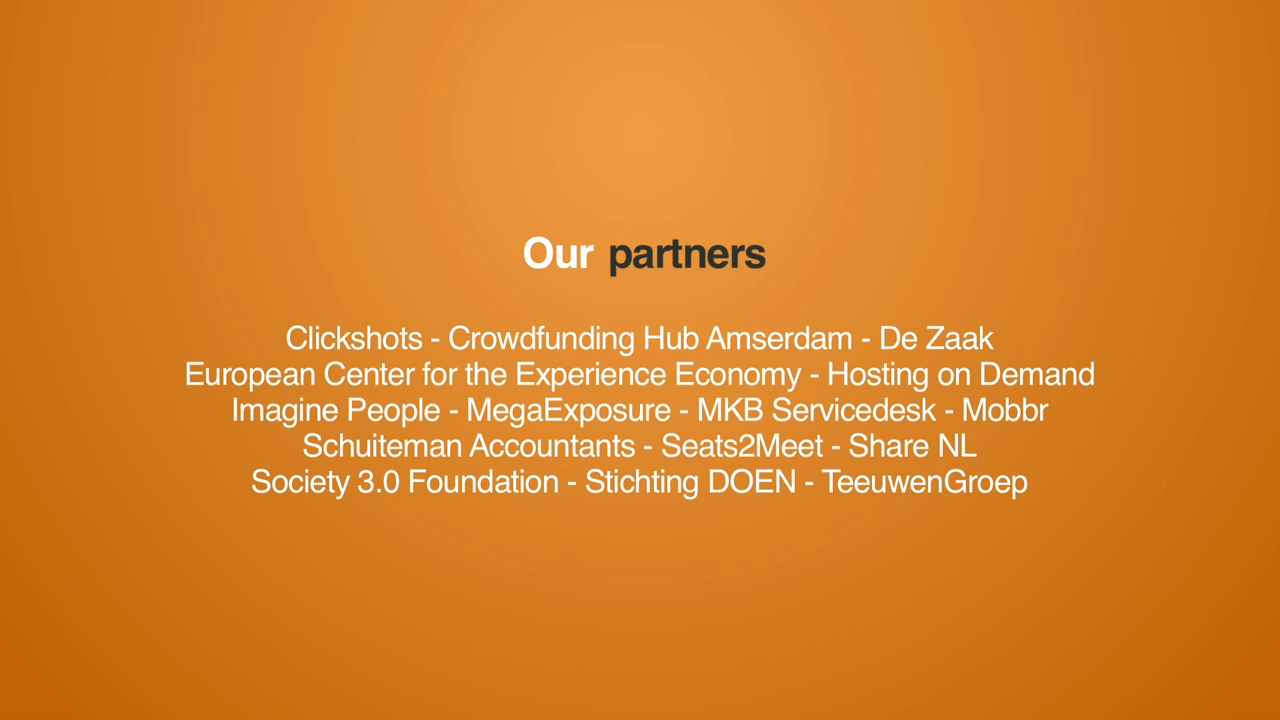 Our partners
Clickshots - Crowdfunding Hub Amserdam - De Zaak
European Center for the Experience Economy - Hosting on Demand
Imagine People - MegaExposure - MKB Servicedesk - Mobbr
Schuiteman Accountants - Seats2Meet - Share NL
Society 3.0 Foundation - Stichting DOEN - TeeuwenGroep